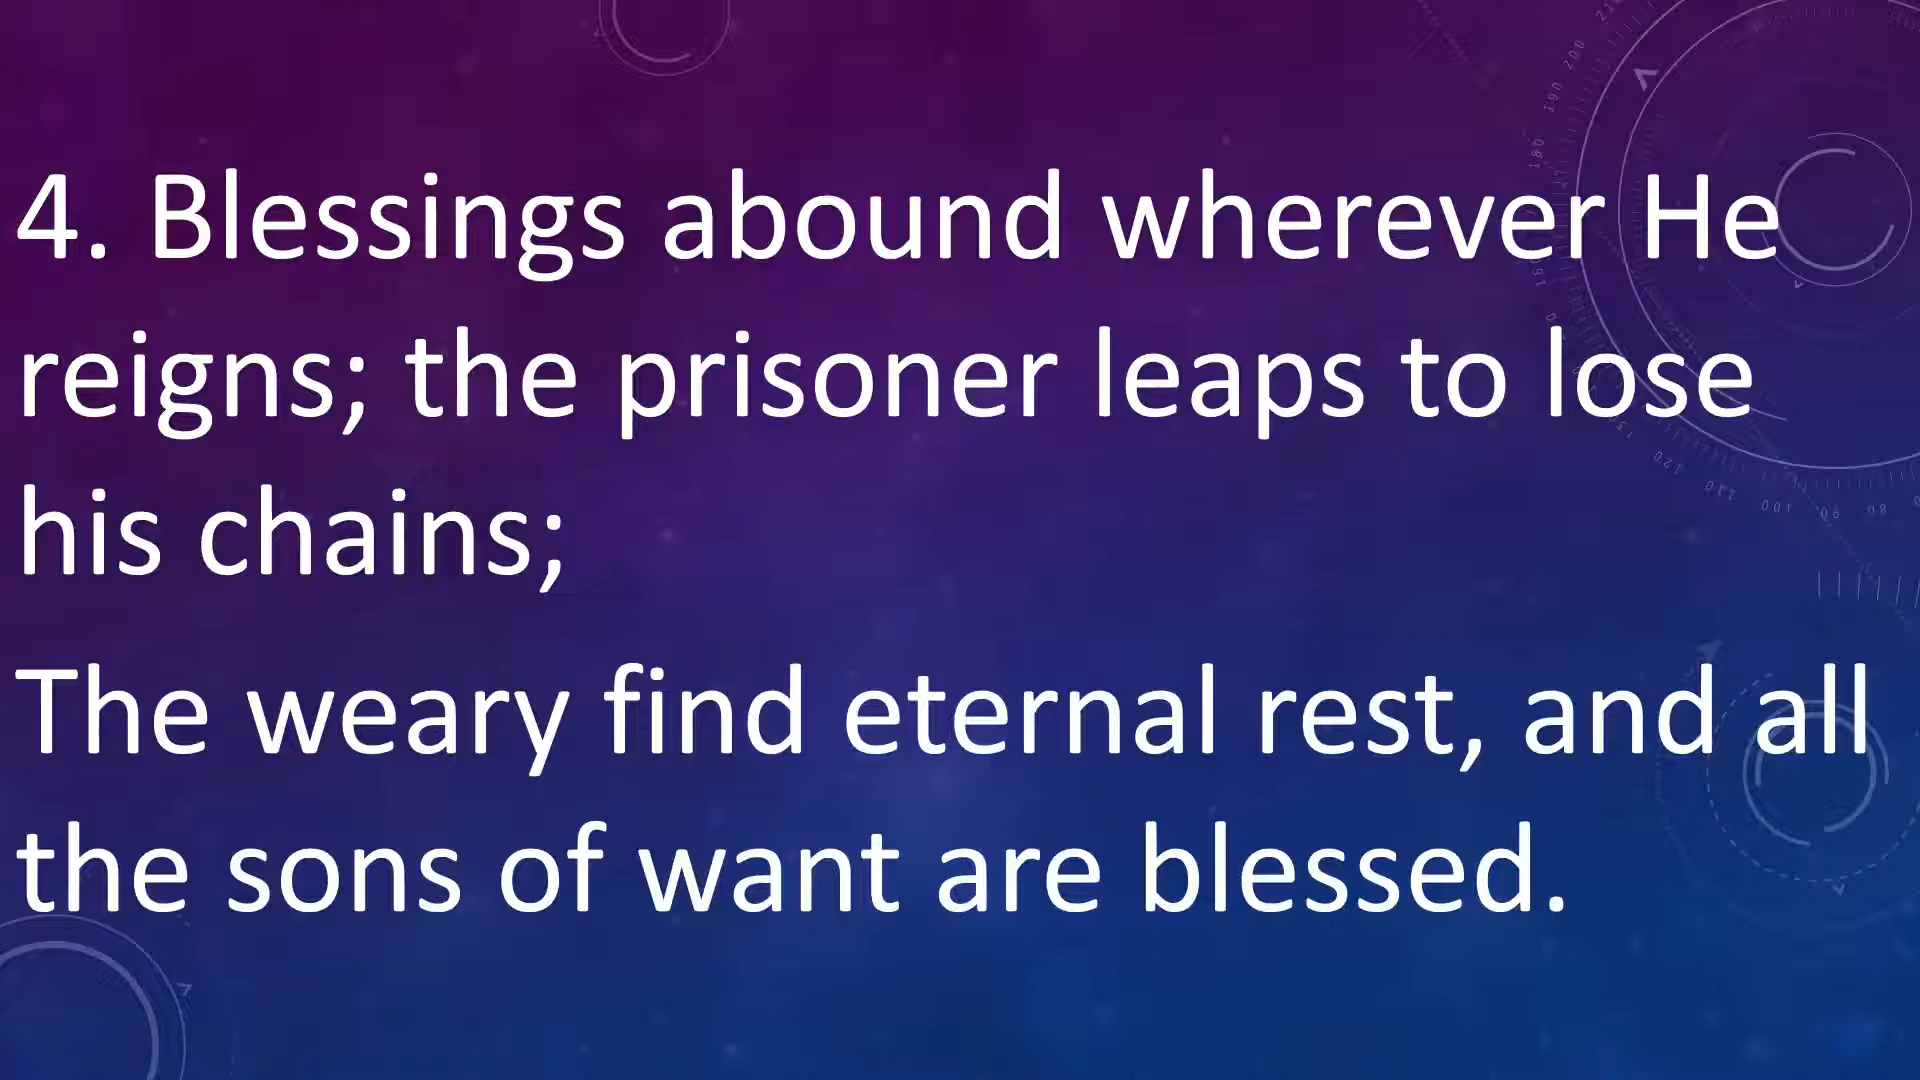 4. Blessings abound wherever He
reigns; the prisoner leaps to lose
his chains;
The weary find eternal rest, and all
the sons of want are blessed.